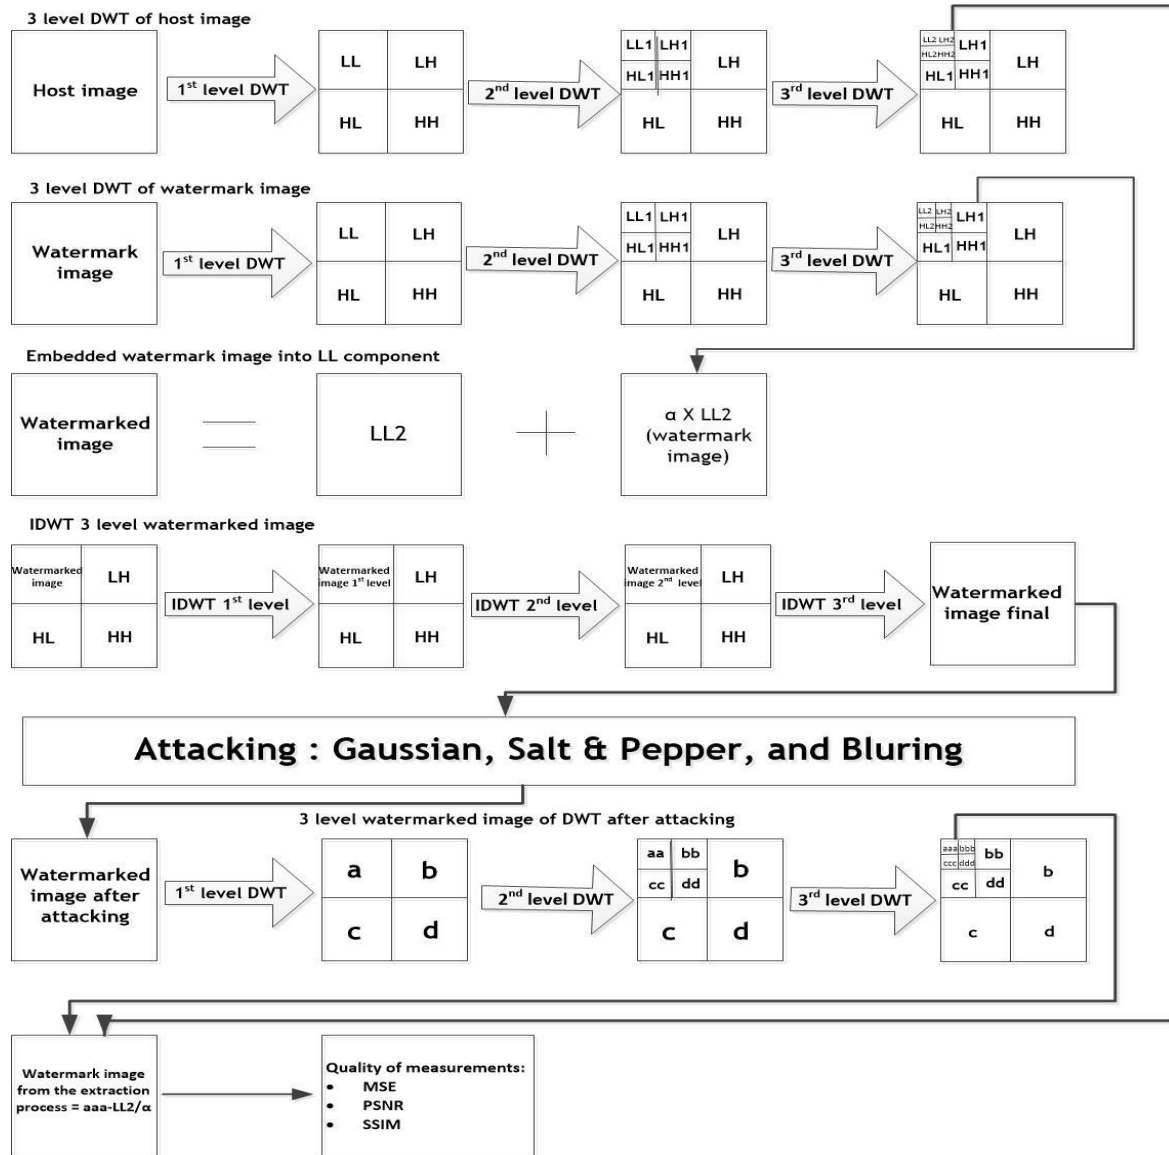 3 level DWT of host image
Host image
1st level DWT
LL LH
HL HH
2nd level DWT
LL1 LH1
HL1 HH1
LH
HL HH
3rd level DWT
LL2 LH2
HL2 HH2
LH1
HL1 HH1
LH
HL HH
3 level DWT of watermark image
Watermark
image
1st level DWT
LL LH
HL HH
2nd level DWT
LL1 LH1
HL1 HH1
LH
HL HH
3rd level DWT
LL2 LH2
HL2 HH2
LH1
HL1 HH1
LH
HL HH
Embedded watermark image into LL component
Watermarked
image
LL2
+
α X LL2
(watermark
image)
IDWT 3 level watermarked image
Watermarked
image
LH
HL HH
IDWT 1st level
Watermarked
image 1st level
LH
HL HH
IDWT 2nd level
Watermarked
image 2nd level
LH
HL HH
IDWT 3rd level
Watermarked
image final
Attacking : Gaussian, Salt & Pepper, and Bluring
3 level watermarked image of DWT after attacking
Watermarked
image after
attacking
1st level DWT
a b
c d
2nd level DWT
aa bb
cc dd
b
c d
3rd level DWT
aaa bbb
ccc ddd
bb
cc dd
b
c d
Watermark image
from the extraction
process = aaa-LL2/α
Quality of measurements:
• MSE
• PSNR
• SSIM